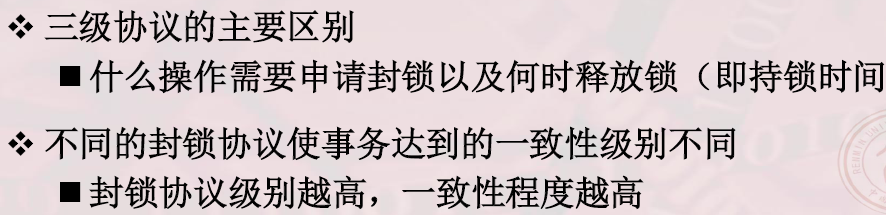 ❖ 三级协议的主要区别
■ 什么操作需要申请封锁以及何时释放锁（即持锁时间
❖ 不同的封锁协议使事务达到的一致性级别不同
■ 封锁协议级别越高，一致性程度越高